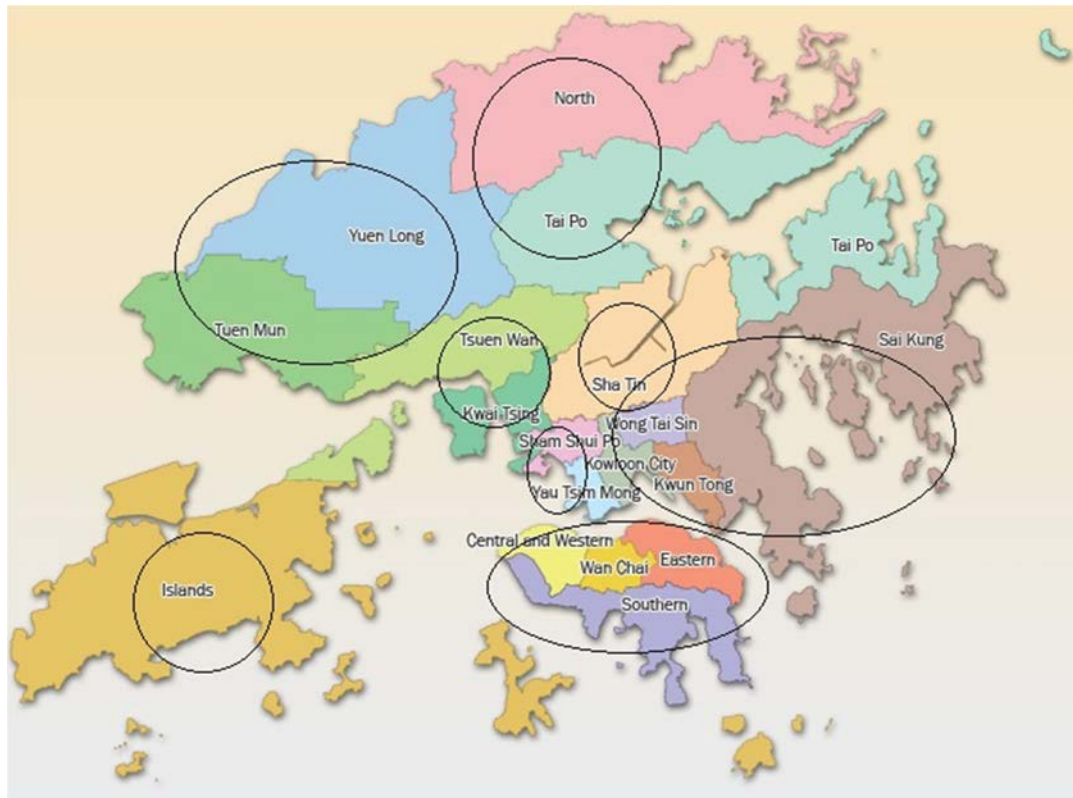 North
Tai Po
Yuen Long
Tai Po
Tuen Mun
Tsuen Wan
Sai Kung
Sha Tin
Kwai Tsing
Wong Tai Sin
Sham Shui Po
Kowloon City
Kwun Tong
Yau Tsim Mong
Central and Western
Eastern
Wan Chai
Islands
Southern